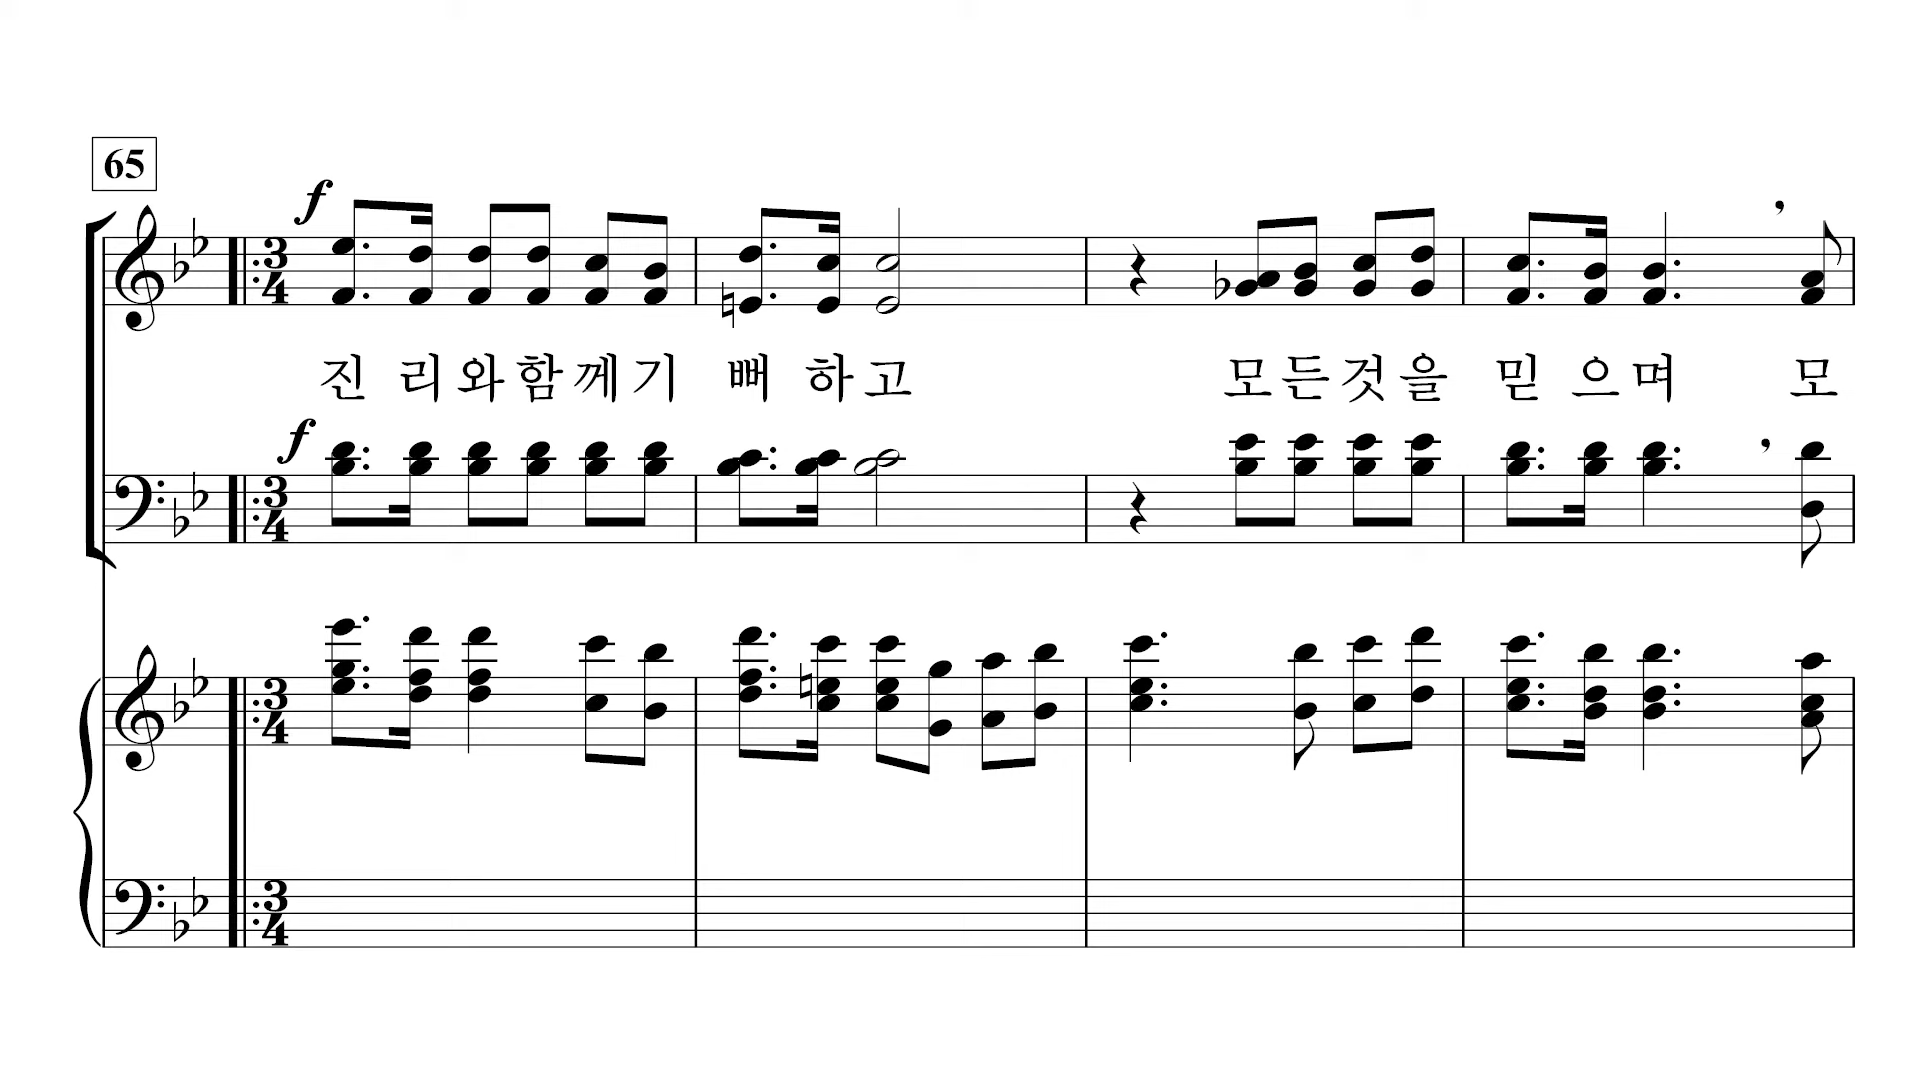 65
f
진 리 와 함 께 기 뻐 하 고 모 든 것 을 믿 으 며 모
f